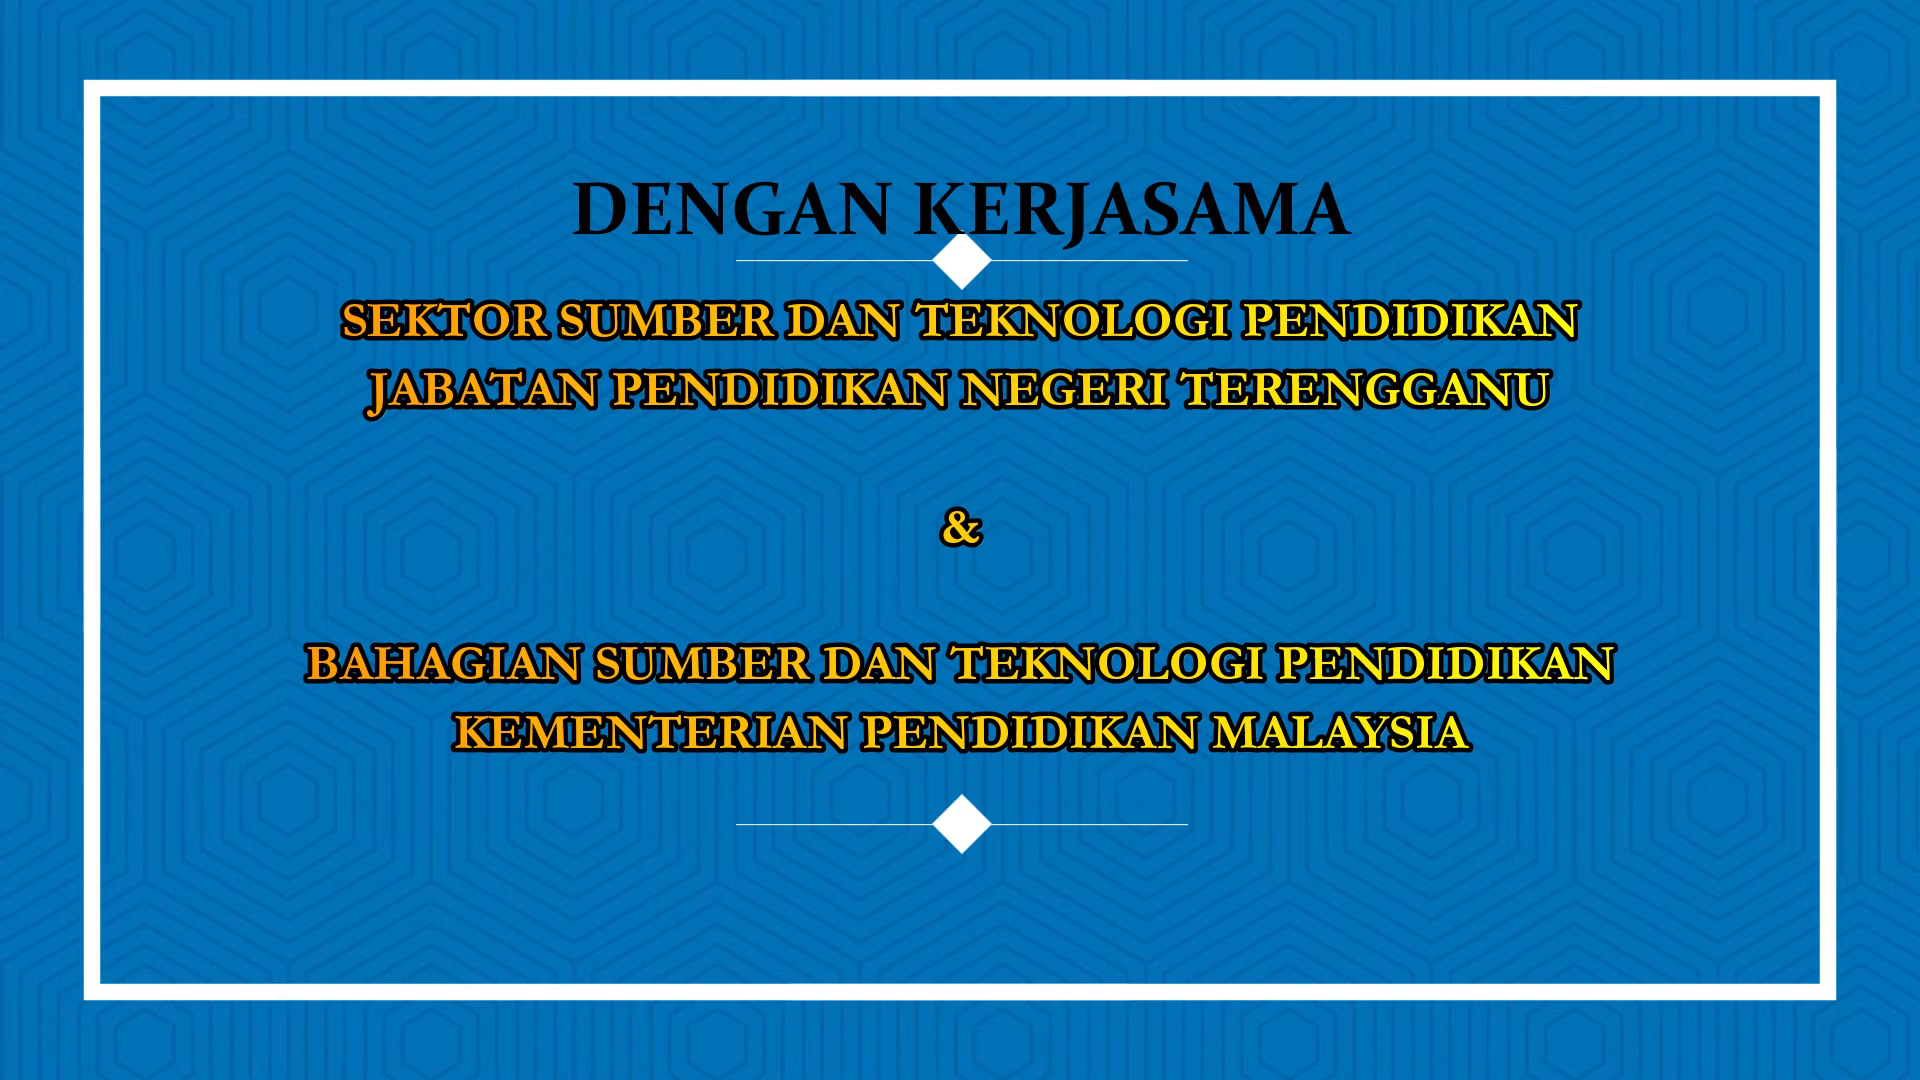 DENGAN KERJASAMA
SEKTOR SUMBER DAN TEKNOLOGI PENDIDIKAN
JABATAN PENDIDIKAN NEGERI TERENGGANU
&
BAHAGIAN SUMBER DAN TEKNOLOGI PENDIDIKAN
KEMENTERIAN PENDIDIKAN MALAYSIA